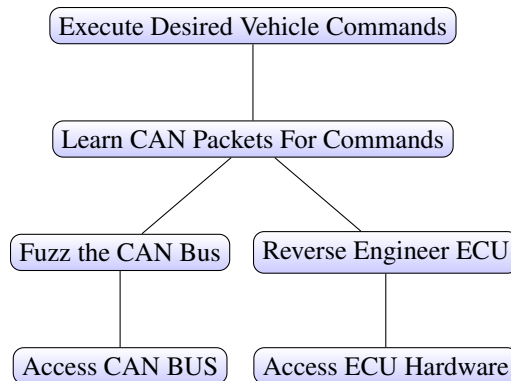 Execute Desired Vehicle Commands
Learn CAN Packets For Commands
Fuzz the CAN Bus
Reverse Engineer ECU
Access CAN BUS
Access ECU Hardware